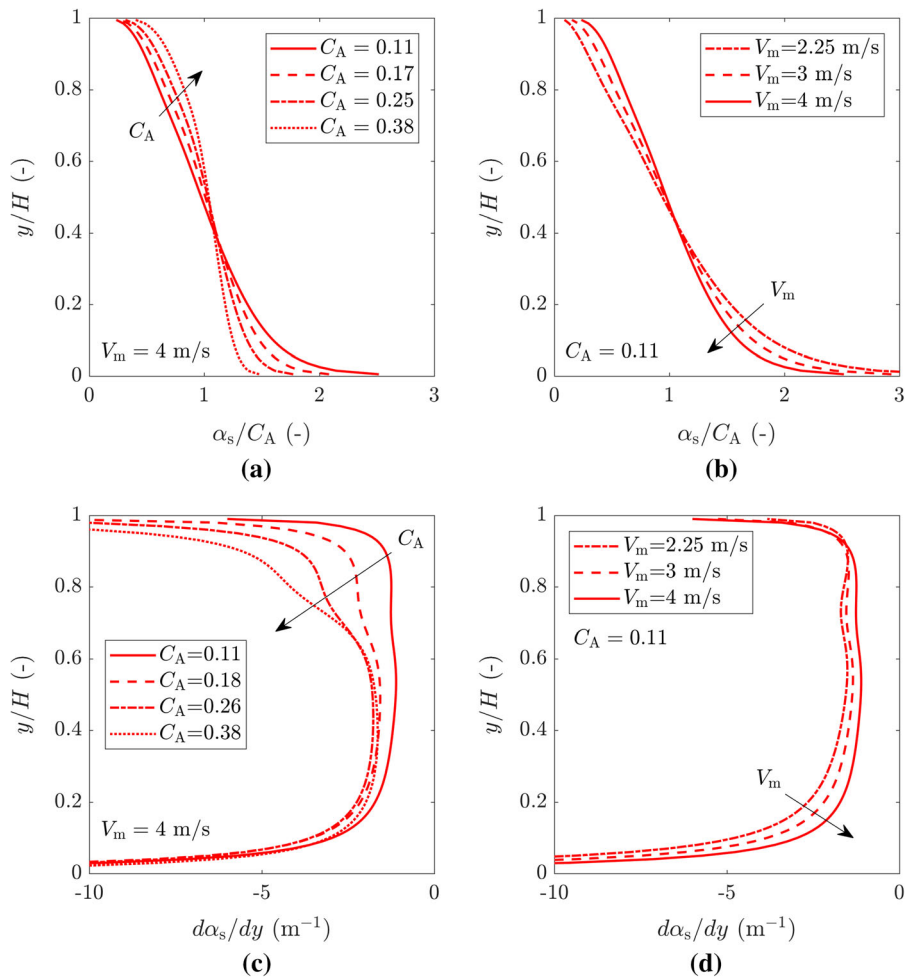 1
0.8
0.6
0.4
0.2
0
y/H (-)
C_A = 0.11
C_A = 0.17
C_A = 0.25
C_A = 0.38
C_A
V_m = 4 m/s
0 1 2 3
α_s/C_A (-)
(a)
1
0.8
0.6
0.4
0.2
0
y/H (-)
V_m=2.25 m/s
V_m=3 m/s
V_m=4 m/s
V_m
C_A = 0.11
0 1 2 3
α_s/C_A (-)
(b)
1
0.8
0.6
0.4
0.2
0
y/H (-)
C_A
C_A=0.11
C_A=0.18
C_A=0.26
C_A=0.38
V_m = 4 m/s
-10 -5 0
dα_s/dy (m⁻¹)
(c)
1
0.8
0.6
0.4
0.2
0
y/H (-)
V_m=2.25 m/s
V_m=3 m/s
V_m=4 m/s
C_A = 0.11
V_m
-10 -5 0
dα_s/dy (m⁻¹)
(d)